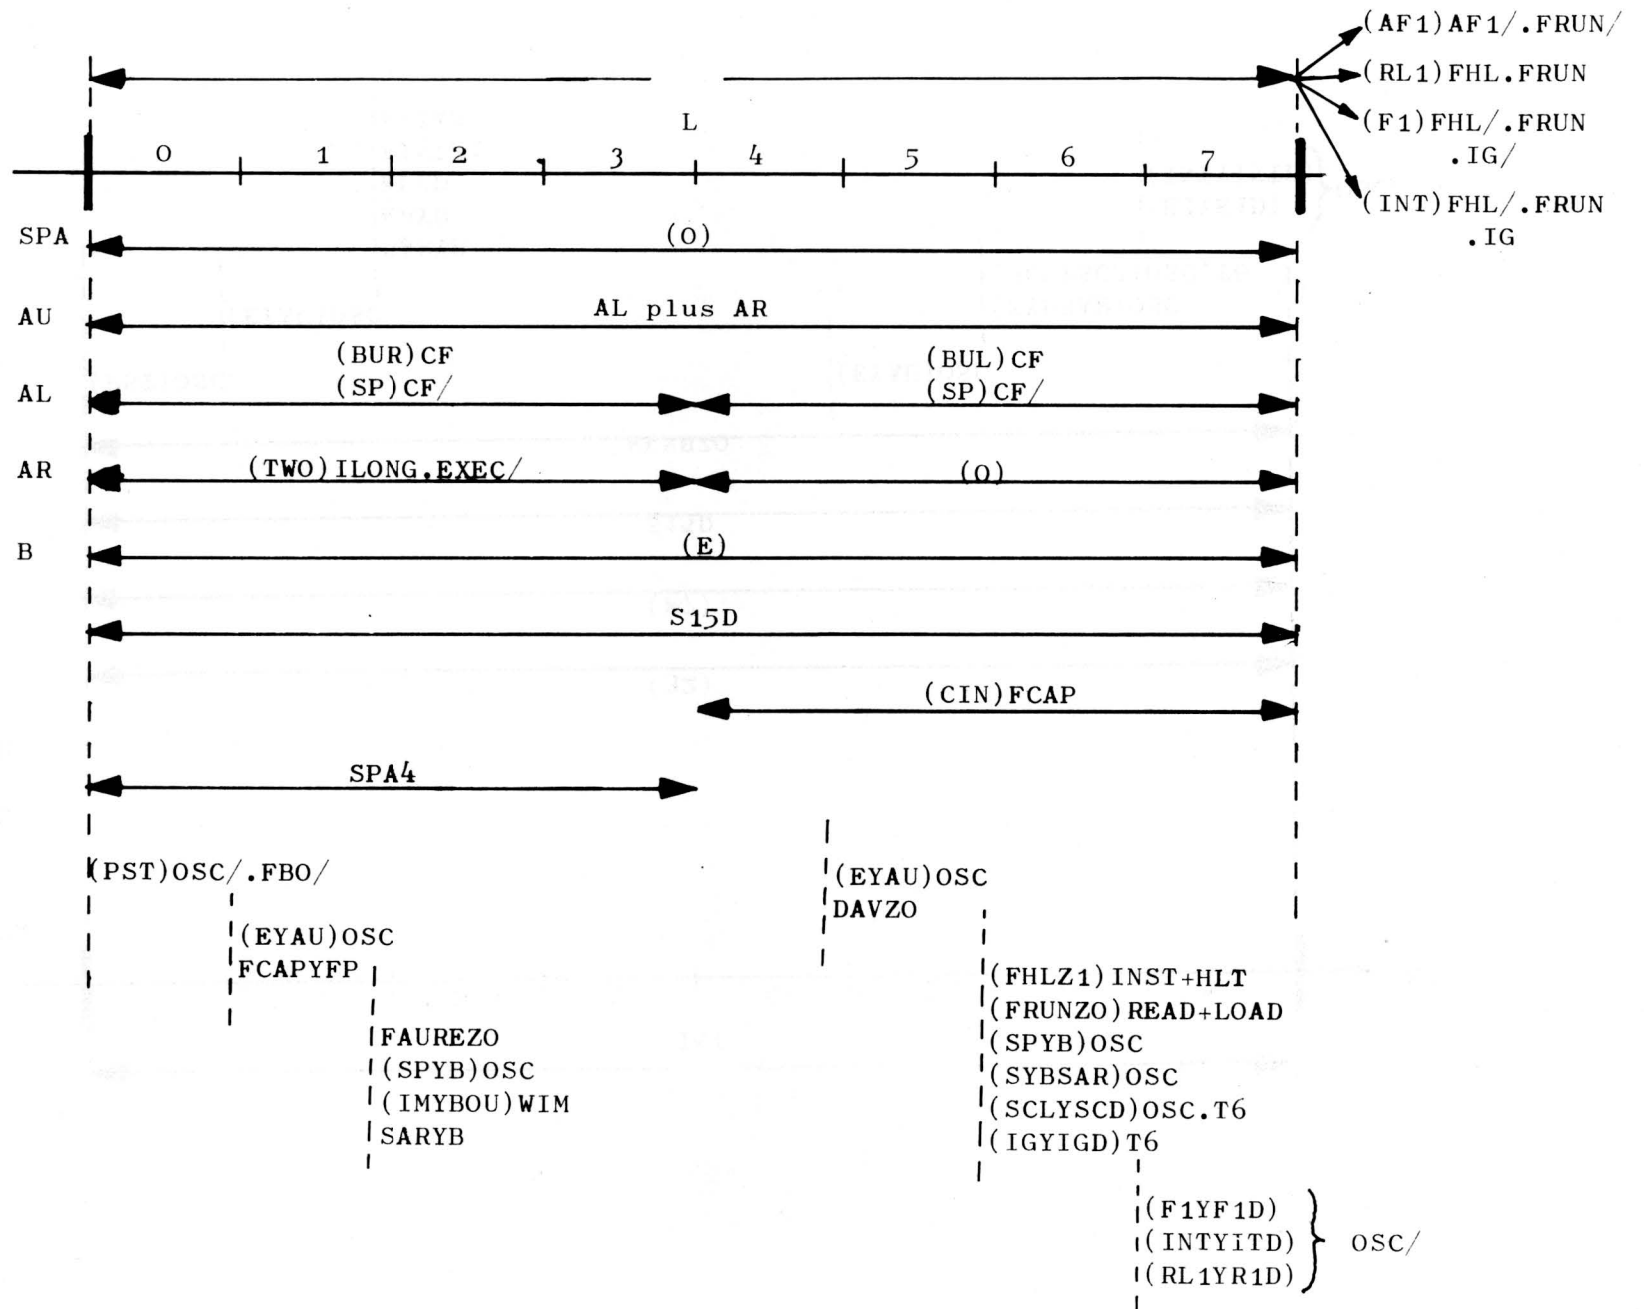 (AF1)AF1/.FRUN/
(RL1)FHL.FRUN
(F1)FHL/.FRUN
.IG/
(INT)FHL/.FRUN
.IG
L
0 1 2 3 4 5 6 7
SPA (O)
AU AL plus AR
(BUR)CF (BUL)CF
AL (SP)CF/ (SP)CF/
AR (TWO)ILONG.EXEC/ (O)
B (E)
S15D
(CIN)FCAP
SPA4
(PST)OSC/.FBO/
(EYAU)OSC
FCAPYFP
FAUREZO
(SPYB)OSC
(IMYBOU)WIM
SARYB
(EYAU)OSC
DAVZO
(FHLZ1)INST+HLT
(FRUNZO)READ+LOAD
(SPYB)OSC
(SYBSAR)OSC
(SCLYSCD)OSC.T6
(IGYIGD)T6
(F1YF1D)
(INTYITD) OSC/
(RL1YR1D)